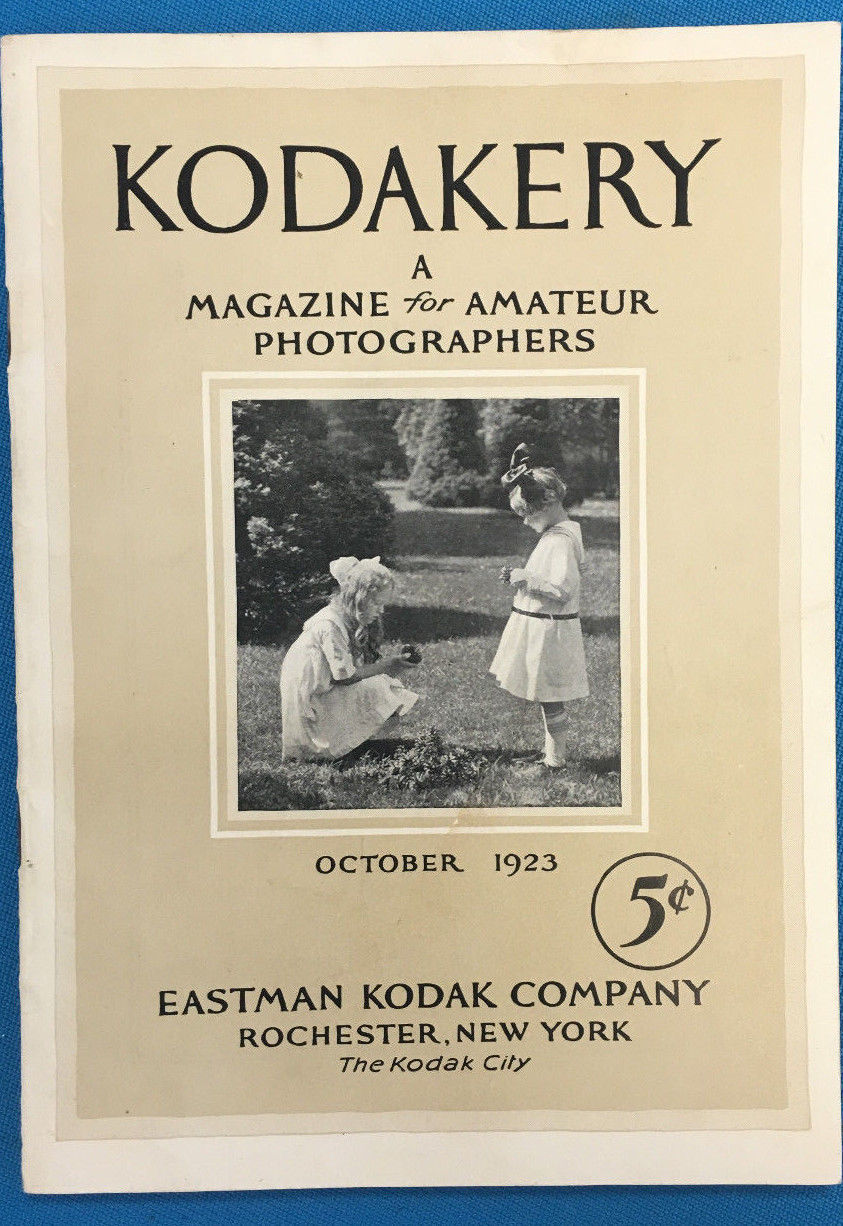 KODAKERY
A
MAGAZINE for AMATEUR
PHOTOGRAPHERS
OCTOBER 1923
5¢
EASTMAN KODAK COMPANY
ROCHESTER, NEW YORK
The Kodak City